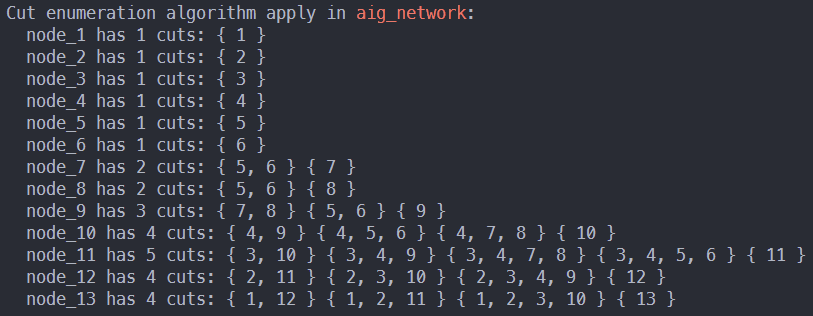 Cut enumeration algorithm apply in aig_network:
node_1 has 1 cuts: { 1 }
node_2 has 1 cuts: { 2 }
node_3 has 1 cuts: { 3 }
node_4 has 1 cuts: { 4 }
node_5 has 1 cuts: { 5 }
node_6 has 1 cuts: { 6 }
node_7 has 2 cuts: { 5, 6 } { 7 }
node_8 has 2 cuts: { 5, 6 } { 8 }
node_9 has 3 cuts: { 7, 8 } { 5, 6 } { 9 }
node_10 has 4 cuts: { 4, 9 } { 4, 5, 6 } { 4, 7, 8 } { 10 }
node_11 has 5 cuts: { 3, 10 } { 3, 4, 9 } { 3, 4, 7, 8 } { 3, 4, 5, 6 } { 11 }
node_12 has 4 cuts: { 2, 11 } { 2, 3, 10 } { 2, 3, 4, 9 } { 12 }
node_13 has 4 cuts: { 1, 12 } { 1, 2, 11 } { 1, 2, 3, 10 } { 13 }